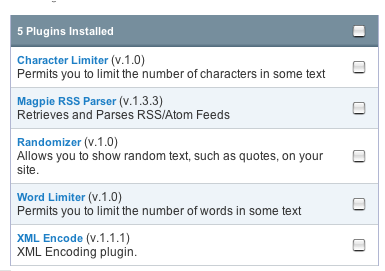 5 Plugins Installed
Character Limiter (v.1.0)
Permits you to limit the number of characters in some text
Magpie RSS Parser (v.1.3.3)
Retrieves and Parses RSS/Atom Feeds
Randomizer (v.1.0)
Allows you to show random text, such as quotes, on your
site.
Word Limiter (v.1.0)
Permits you to limit the number of words in some text
XML Encode (v.1.1.1)
XML Encoding plugin.